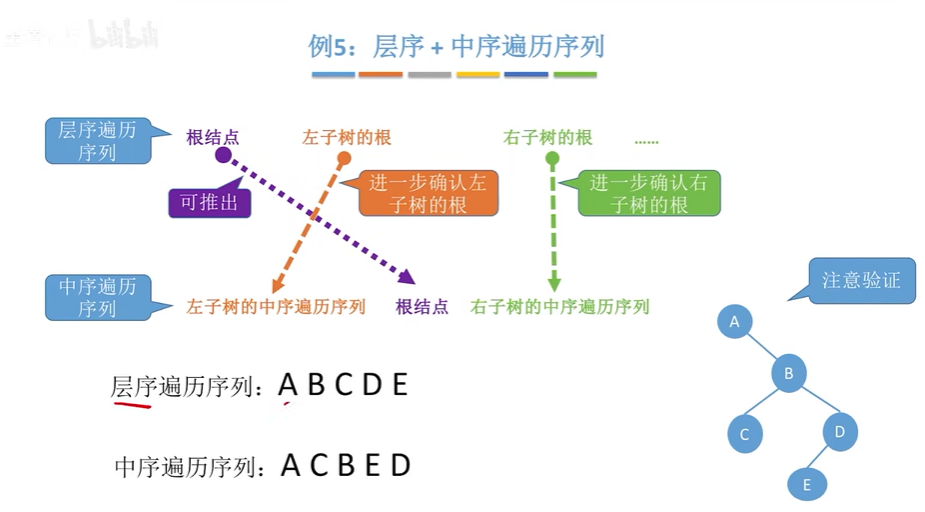 bilibili
例5：层序 + 中序遍历序列
层序遍历
序列
根结点
左子树的根
右子树的根
......
可推出
进一步确认左
子树的根
进一步确认右
子树的根
中序遍历
序列
左子树的中序遍历序列
根结点
右子树的中序遍历序列
注意验证
A
B
C
D
E
层序遍历序列：A B C D E
中序遍历序列：A C B E D